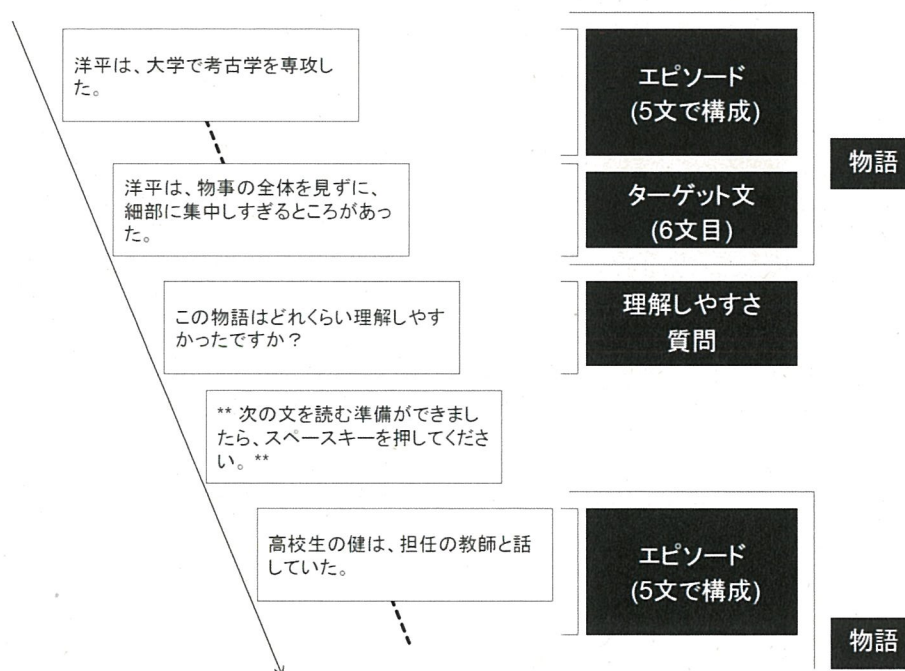 洋平は、大学で考古学を専攻し
た。
エピソード
(5文で構成)
物語
洋平は、物事の全体を見ずに、
細部に集中しすぎるところがあっ
た。
ターゲット文
(6文目)
この物語はどれくらい理解しやす
かったですか？
理解しやすさ
質問
** 次の文を読む準備ができまし
たら、スペースキーを押してくださ
い。**
高校生の健は、担任の教師と話
していた。
エピソード
(5文で構成)
物語